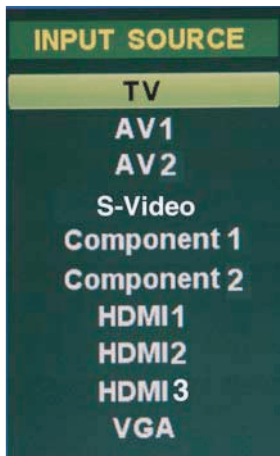 INPUT SOURCE
TV
AV1
AV2
S-Video
Component 1
Component 2
HDMI1
HDMI2
HDMI3
VGA